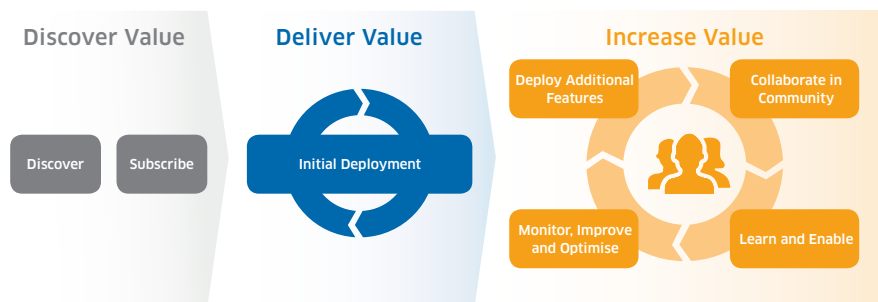 Discover Value
Discover
Subscribe
Deliver Value
Initial Deployment
Increase Value
Deploy Additional
Features
Collaborate in
Community
Monitor, Improve
and Optimise
Learn and Enable